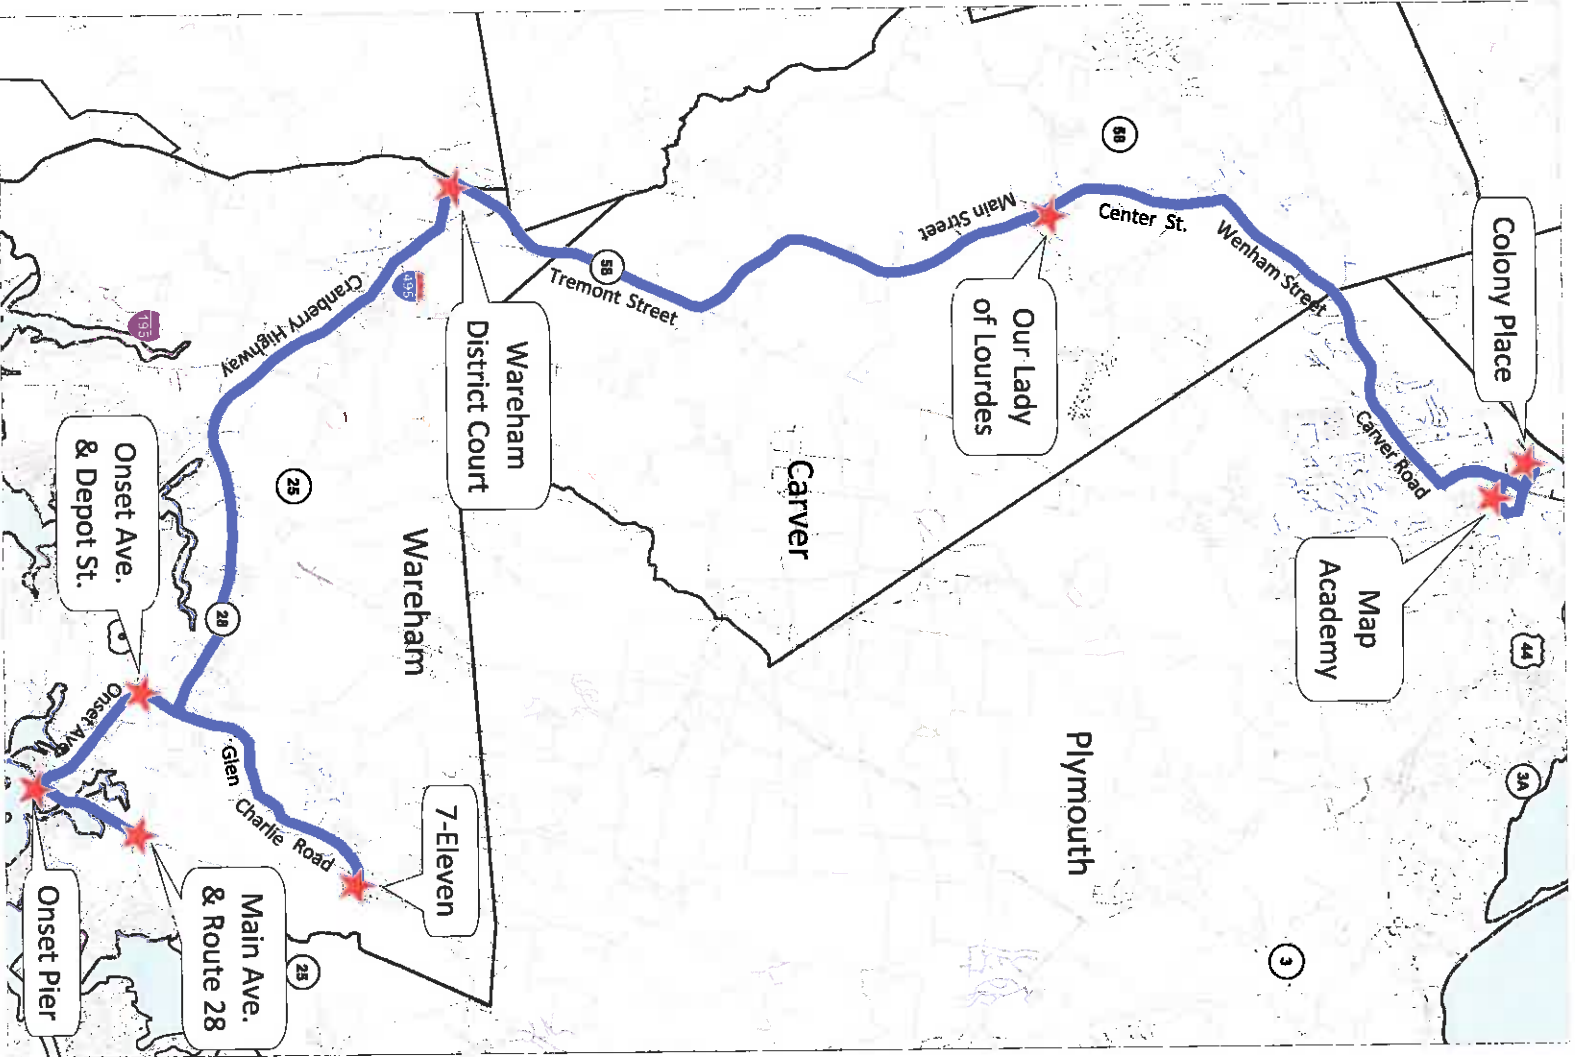 Colony Place
44
Map
Academy
3A
Carver Road
Wenham Street
Center St.
58
Our Lady
of Lourdes
Main Street
Plymouth
3
Carver
Tremont Street
58
Wareham
District Court
495
Cranberry Highway
195
Wareham
25
28
Onset Ave.
& Depot St.
6
Glen Charlie Road
7-Eleven
Onset Ave.
Main Ave.
& Route 28
25
Onset Pier